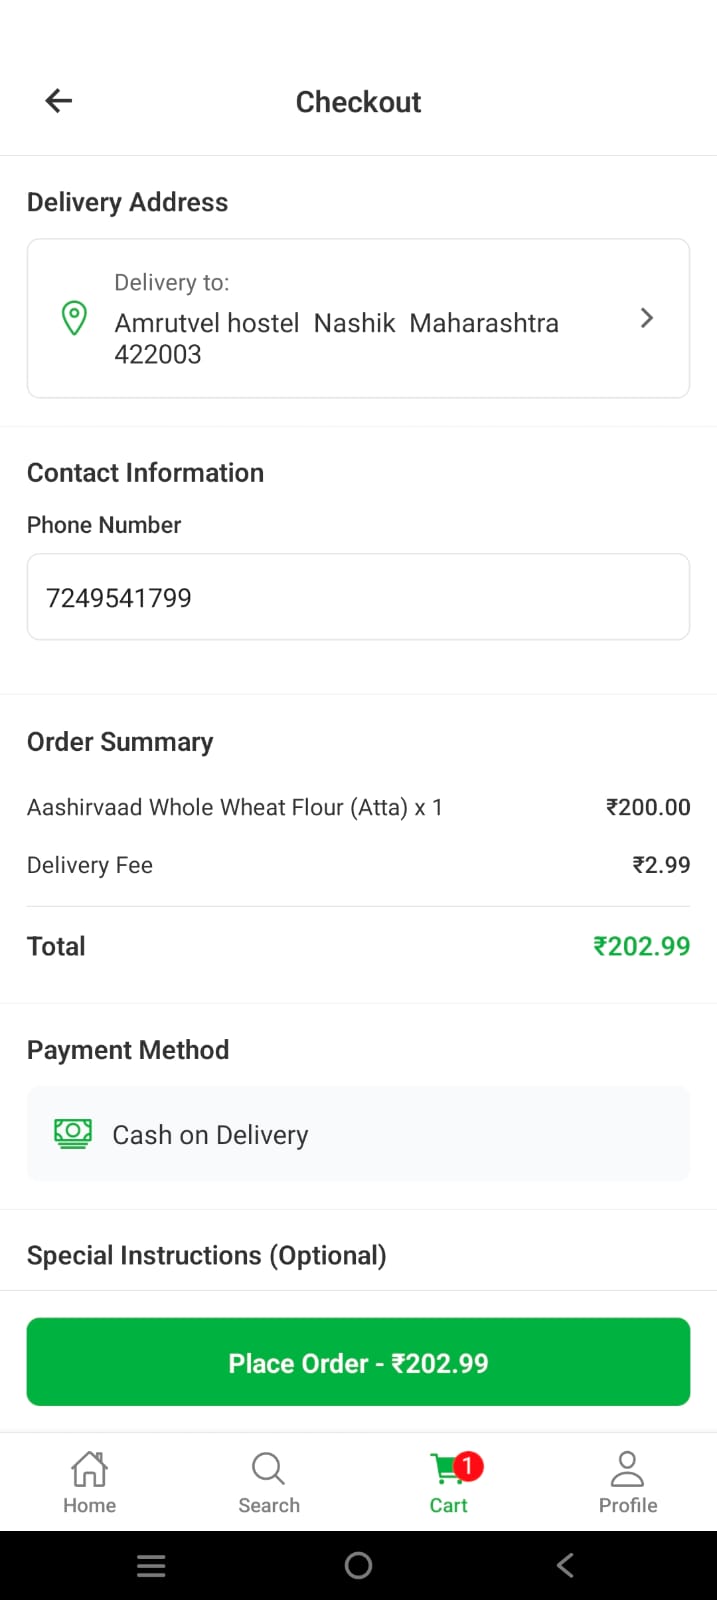 Checkout
Delivery Address
Delivery to:
Amrutvel hostel  Nashik  Maharashtra
422003
Contact Information
Phone Number
7249541799
Order Summary
Aashirvaad Whole Wheat Flour (Atta) x 1 ₹200.00
Delivery Fee ₹2.99
Total ₹202.99
Payment Method
Cash on Delivery
Special Instructions (Optional)
Place Order - ₹202.99
1
Home Search Cart Profile